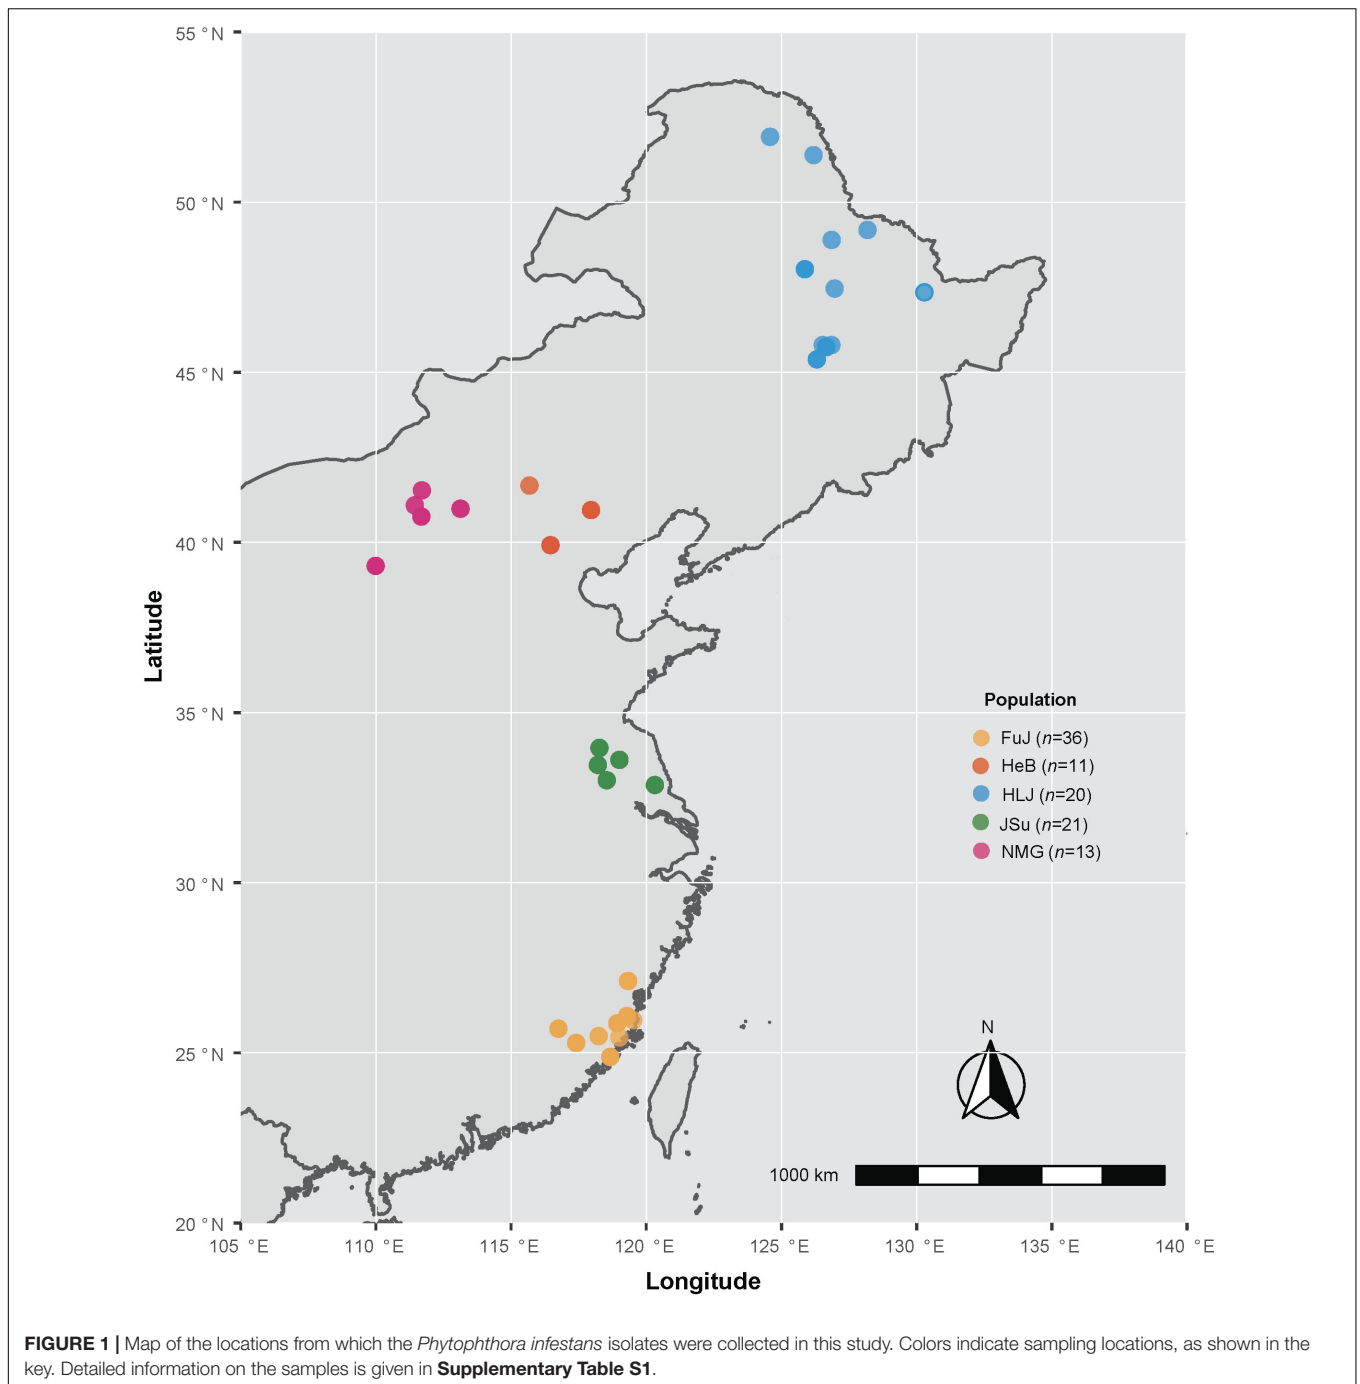 55 °N
50 °N
45 °N
40 °N
35 °N
30 °N
25 °N
20 °N
Latitude
Population
FuJ (n=36)
HeB (n=11)
HLJ (n=20)
JSu (n=21)
NMG (n=13)
N
1000 km
105 °E 110 °E 115 °E 120 °E 125 °E 130 °E 135 °E 140 °E
Longitude
FIGURE 1 | Map of the locations from which the Phytophthora infestans isolates were collected in this study. Colors indicate sampling locations, as shown in the
key. Detailed information on the samples is given in Supplementary Table S1.